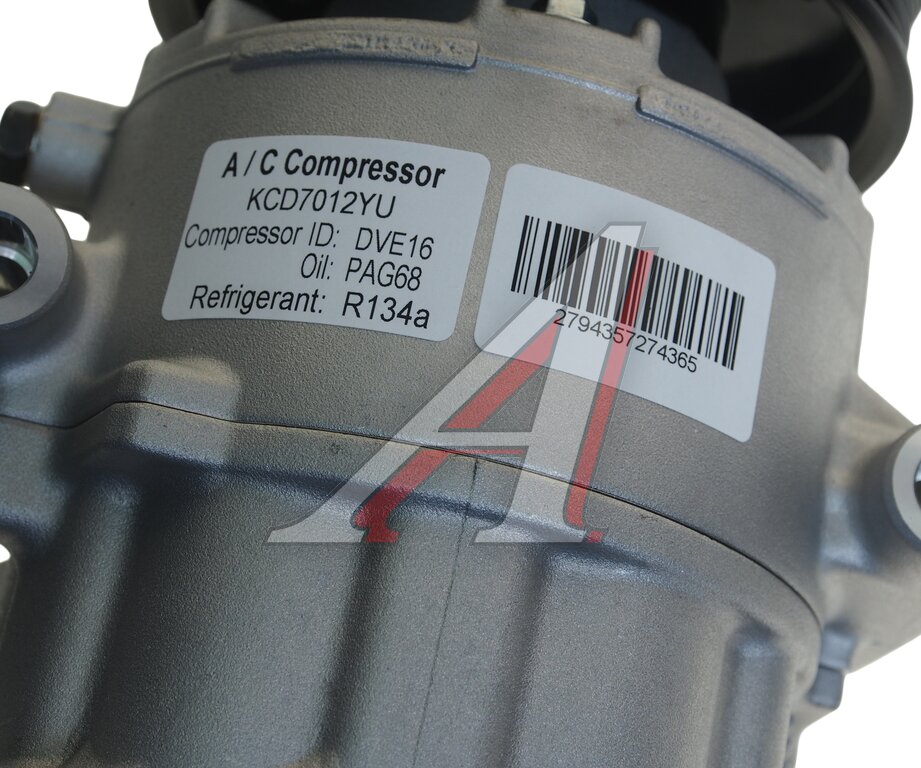 A / C Compressor
KCD7012YU
Compressor ID: DVE16
Oil: PAG68
Refrigerant: R134a
2794357274365